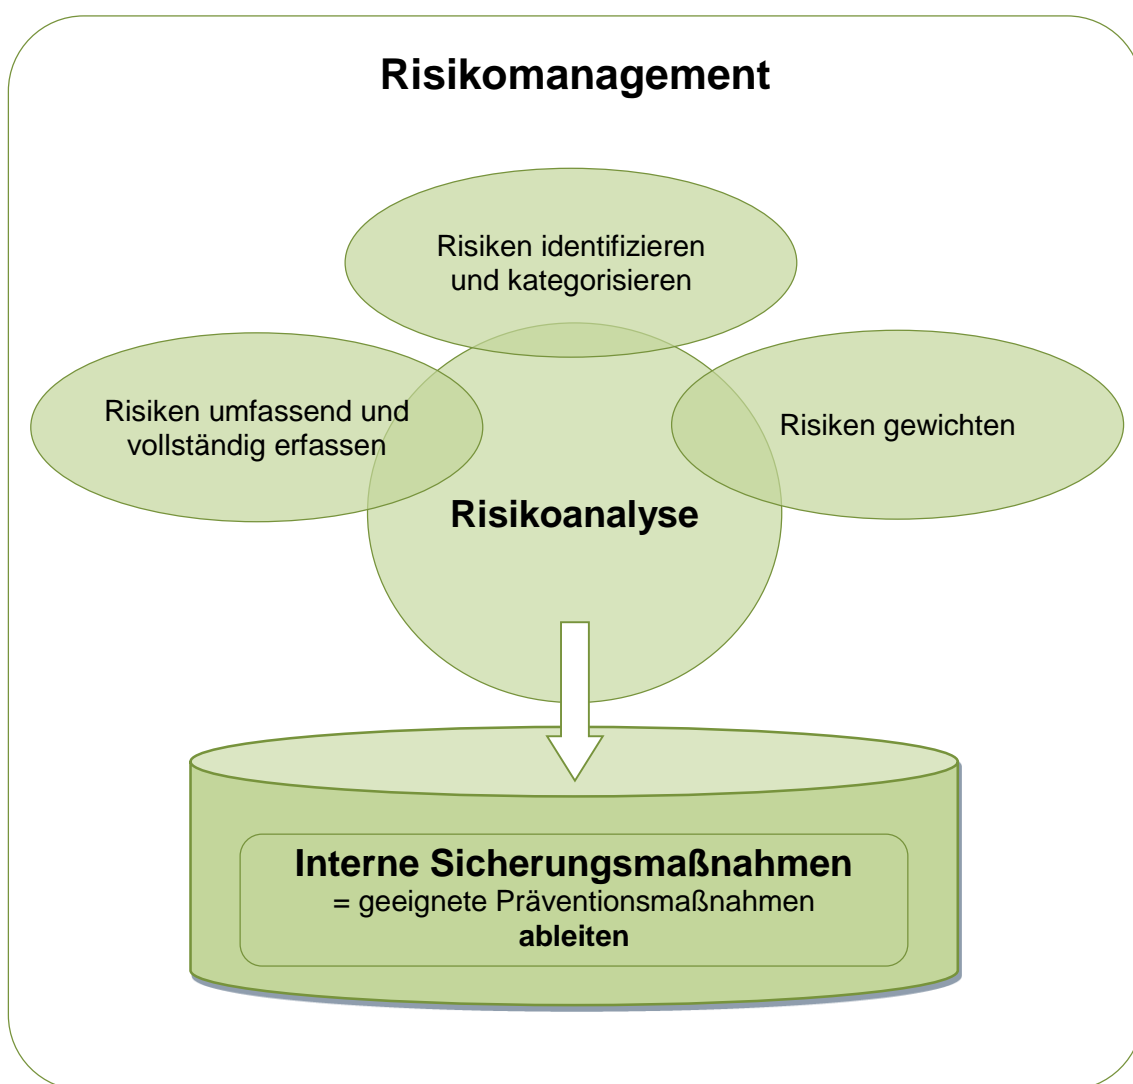 Risikomanagement
Risiken identifizieren
und kategorisieren
Risiken umfassend und
vollständig erfassen
Risiken gewichten
Risikoanalyse
Interne Sicherungsmaßnahmen
= geeignete Präventionsmaßnahmen
ableiten